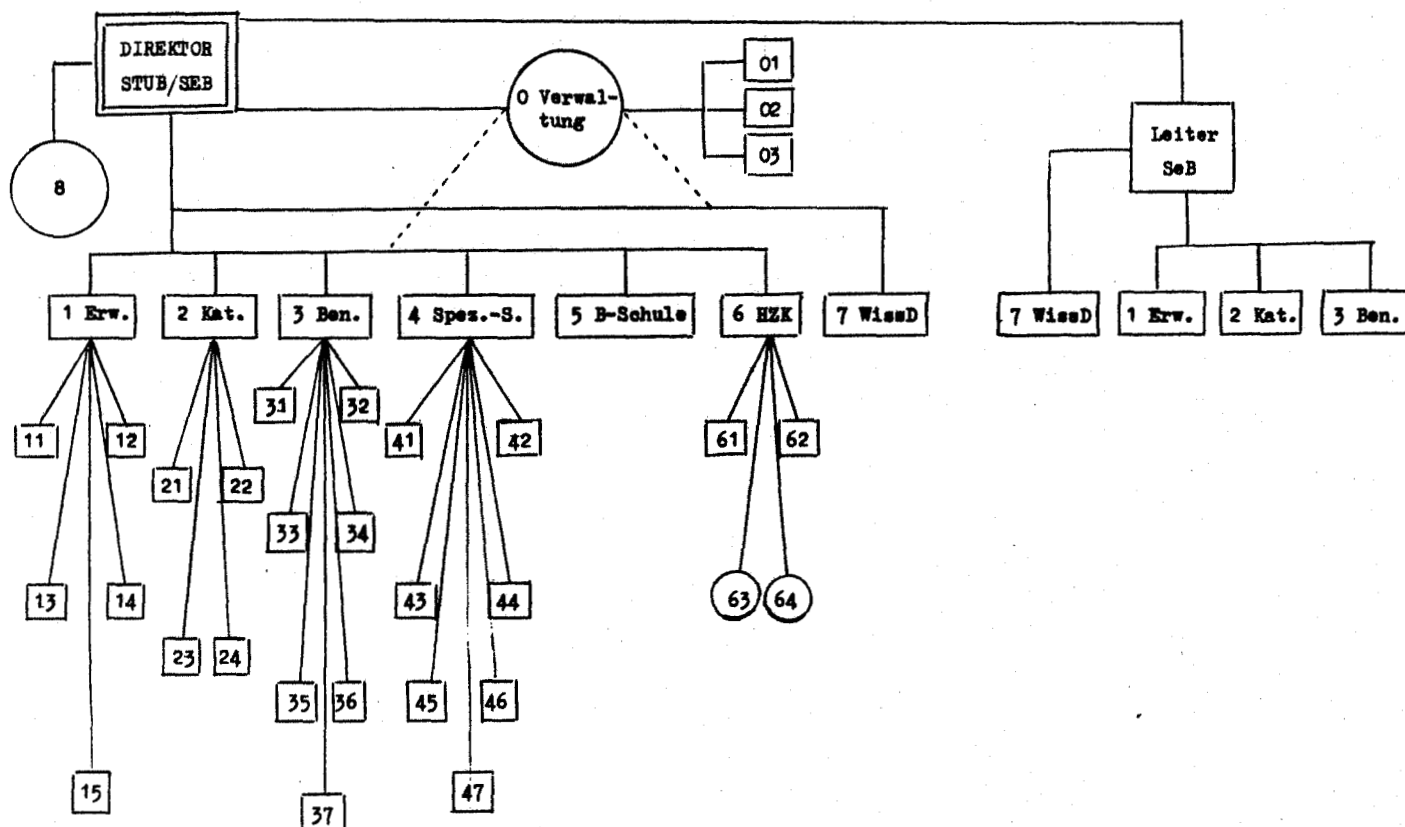 DIREKTOR
STUB/SEB
8
0 Verwal-
tung
01
02
03
Leiter
SeB
1 Erw.
2 Kat.
3 Ben.
4 Spez.-S.
5 B-Schule
6 HZK
7 WissD
7 WissD
1 Erw.
2 Kat.
3 Ben.
11
12
13
14
15
21
22
23
24
31
32
33
34
35
36
37
41
42
43
44
45
46
47
61
62
63
64